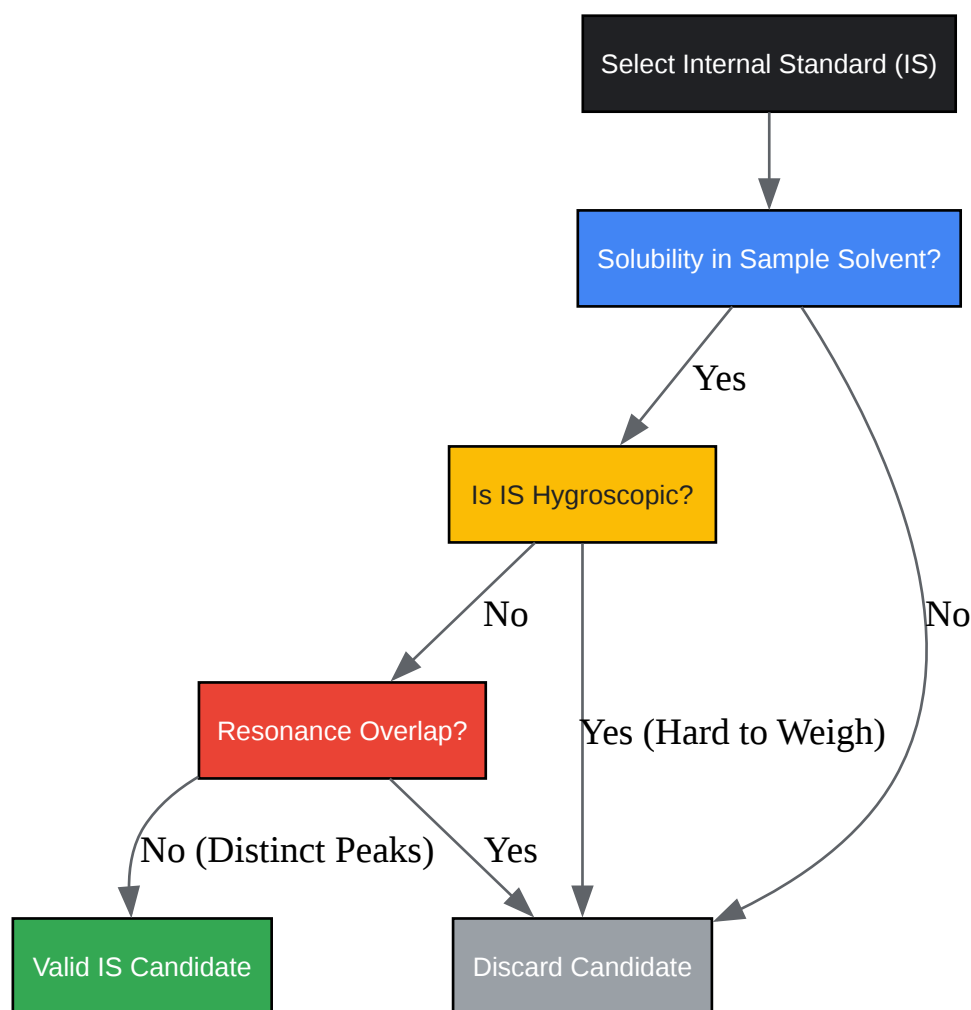 Select Internal Standard (IS)
Solubility in Sample Solvent?
Yes
Is IS Hygroscopic?
No
No
Resonance Overlap?
Yes (Hard to Weigh)
No (Distinct Peaks)
Yes
Valid IS Candidate
Discard Candidate